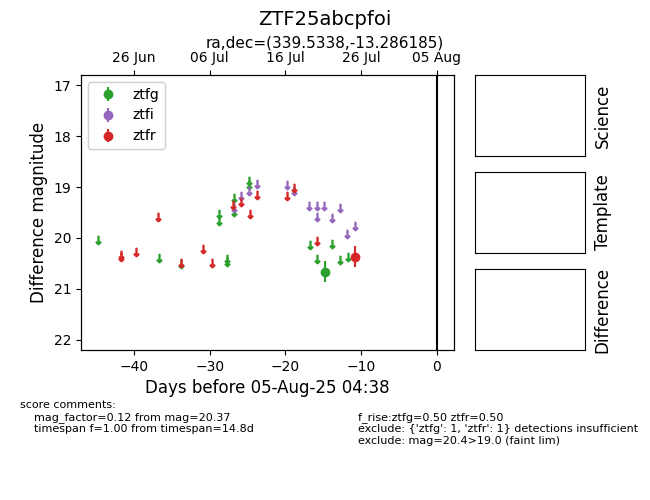 ZTF25abcpfoi
ra,dec=(339.5338,-13.286185)
26 Jun 06 Jul 16 Jul 26 Jul 05 Aug
17
18
19
20
21
22
Difference magnitude
ztfg
ztfi
ztfr
−40 −30 −20 −10 0
Days before 05-Aug-25 04:38
Science
Template
Difference
score comments:
mag_factor=0.12 from mag=20.37
timespan f=1.00 from timespan=14.8d
f_rise:ztfg=0.50 ztfr=0.50
exclude: {'ztfg': 1, 'ztfr': 1} detections insufficient
exclude: mag=20.4>19.0 (faint lim)